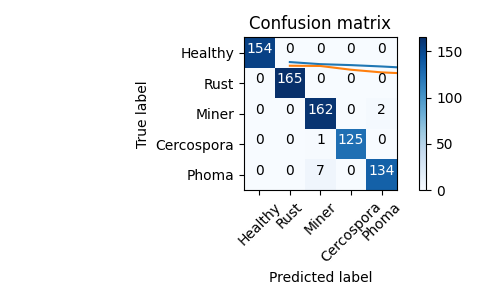 Confusion matrix
Healthy 154 0 0 0 0
Rust 0 165 0 0 0
Miner 0 0 162 0 2
Cercospora 0 0 1 125 0
Phoma 0 0 7 0 134
Healthy Rust Miner Cercospora Phoma
True label
Predicted label
150
100
50
0